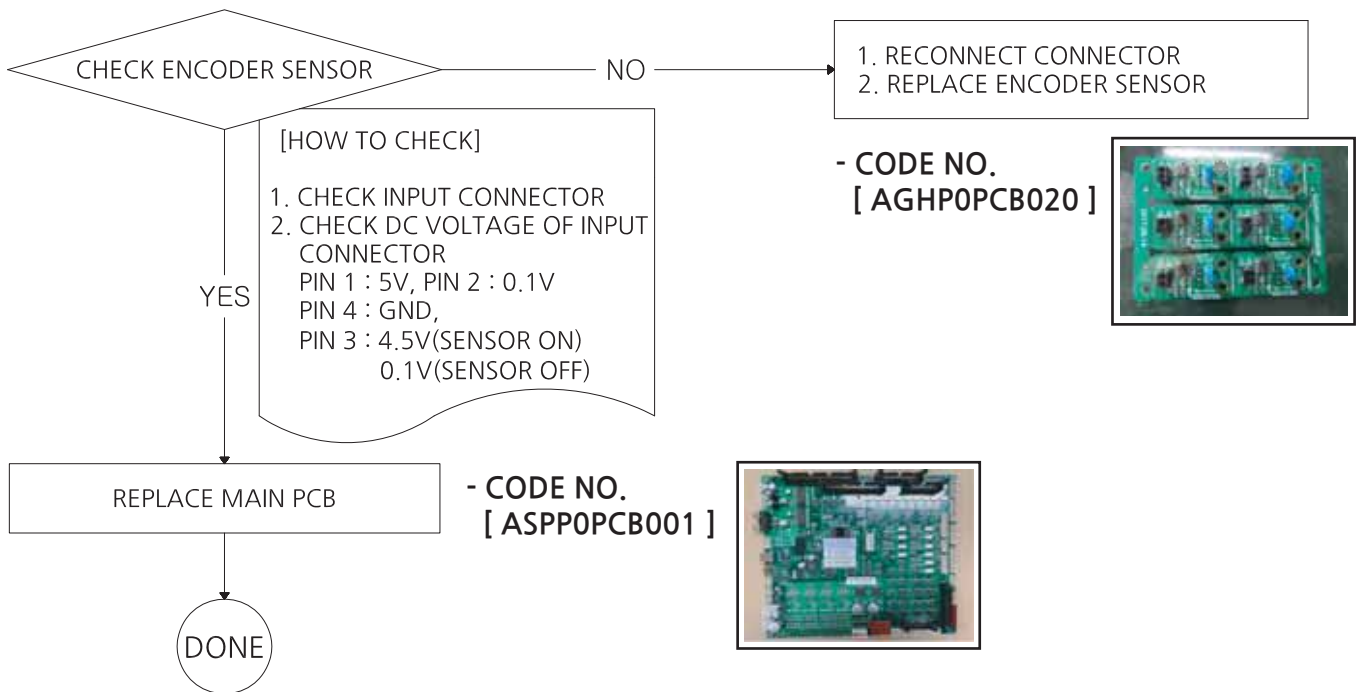 CHECK ENCODER SENSOR
NO
1. RECONNECT CONNECTOR
2. REPLACE ENCODER SENSOR
[HOW TO CHECK]
1. CHECK INPUT CONNECTOR
2. CHECK DC VOLTAGE OF INPUT
CONNECTOR
PIN 1 : 5V, PIN 2 : 0.1V
PIN 4 : GND,
PIN 3 : 4.5V(SENSOR ON)
0.1V(SENSOR OFF)
- CODE NO.
[ AGHP0PCB020 ]
YES
REPLACE MAIN PCB
- CODE NO.
[ ASPP0PCB001 ]
DONE